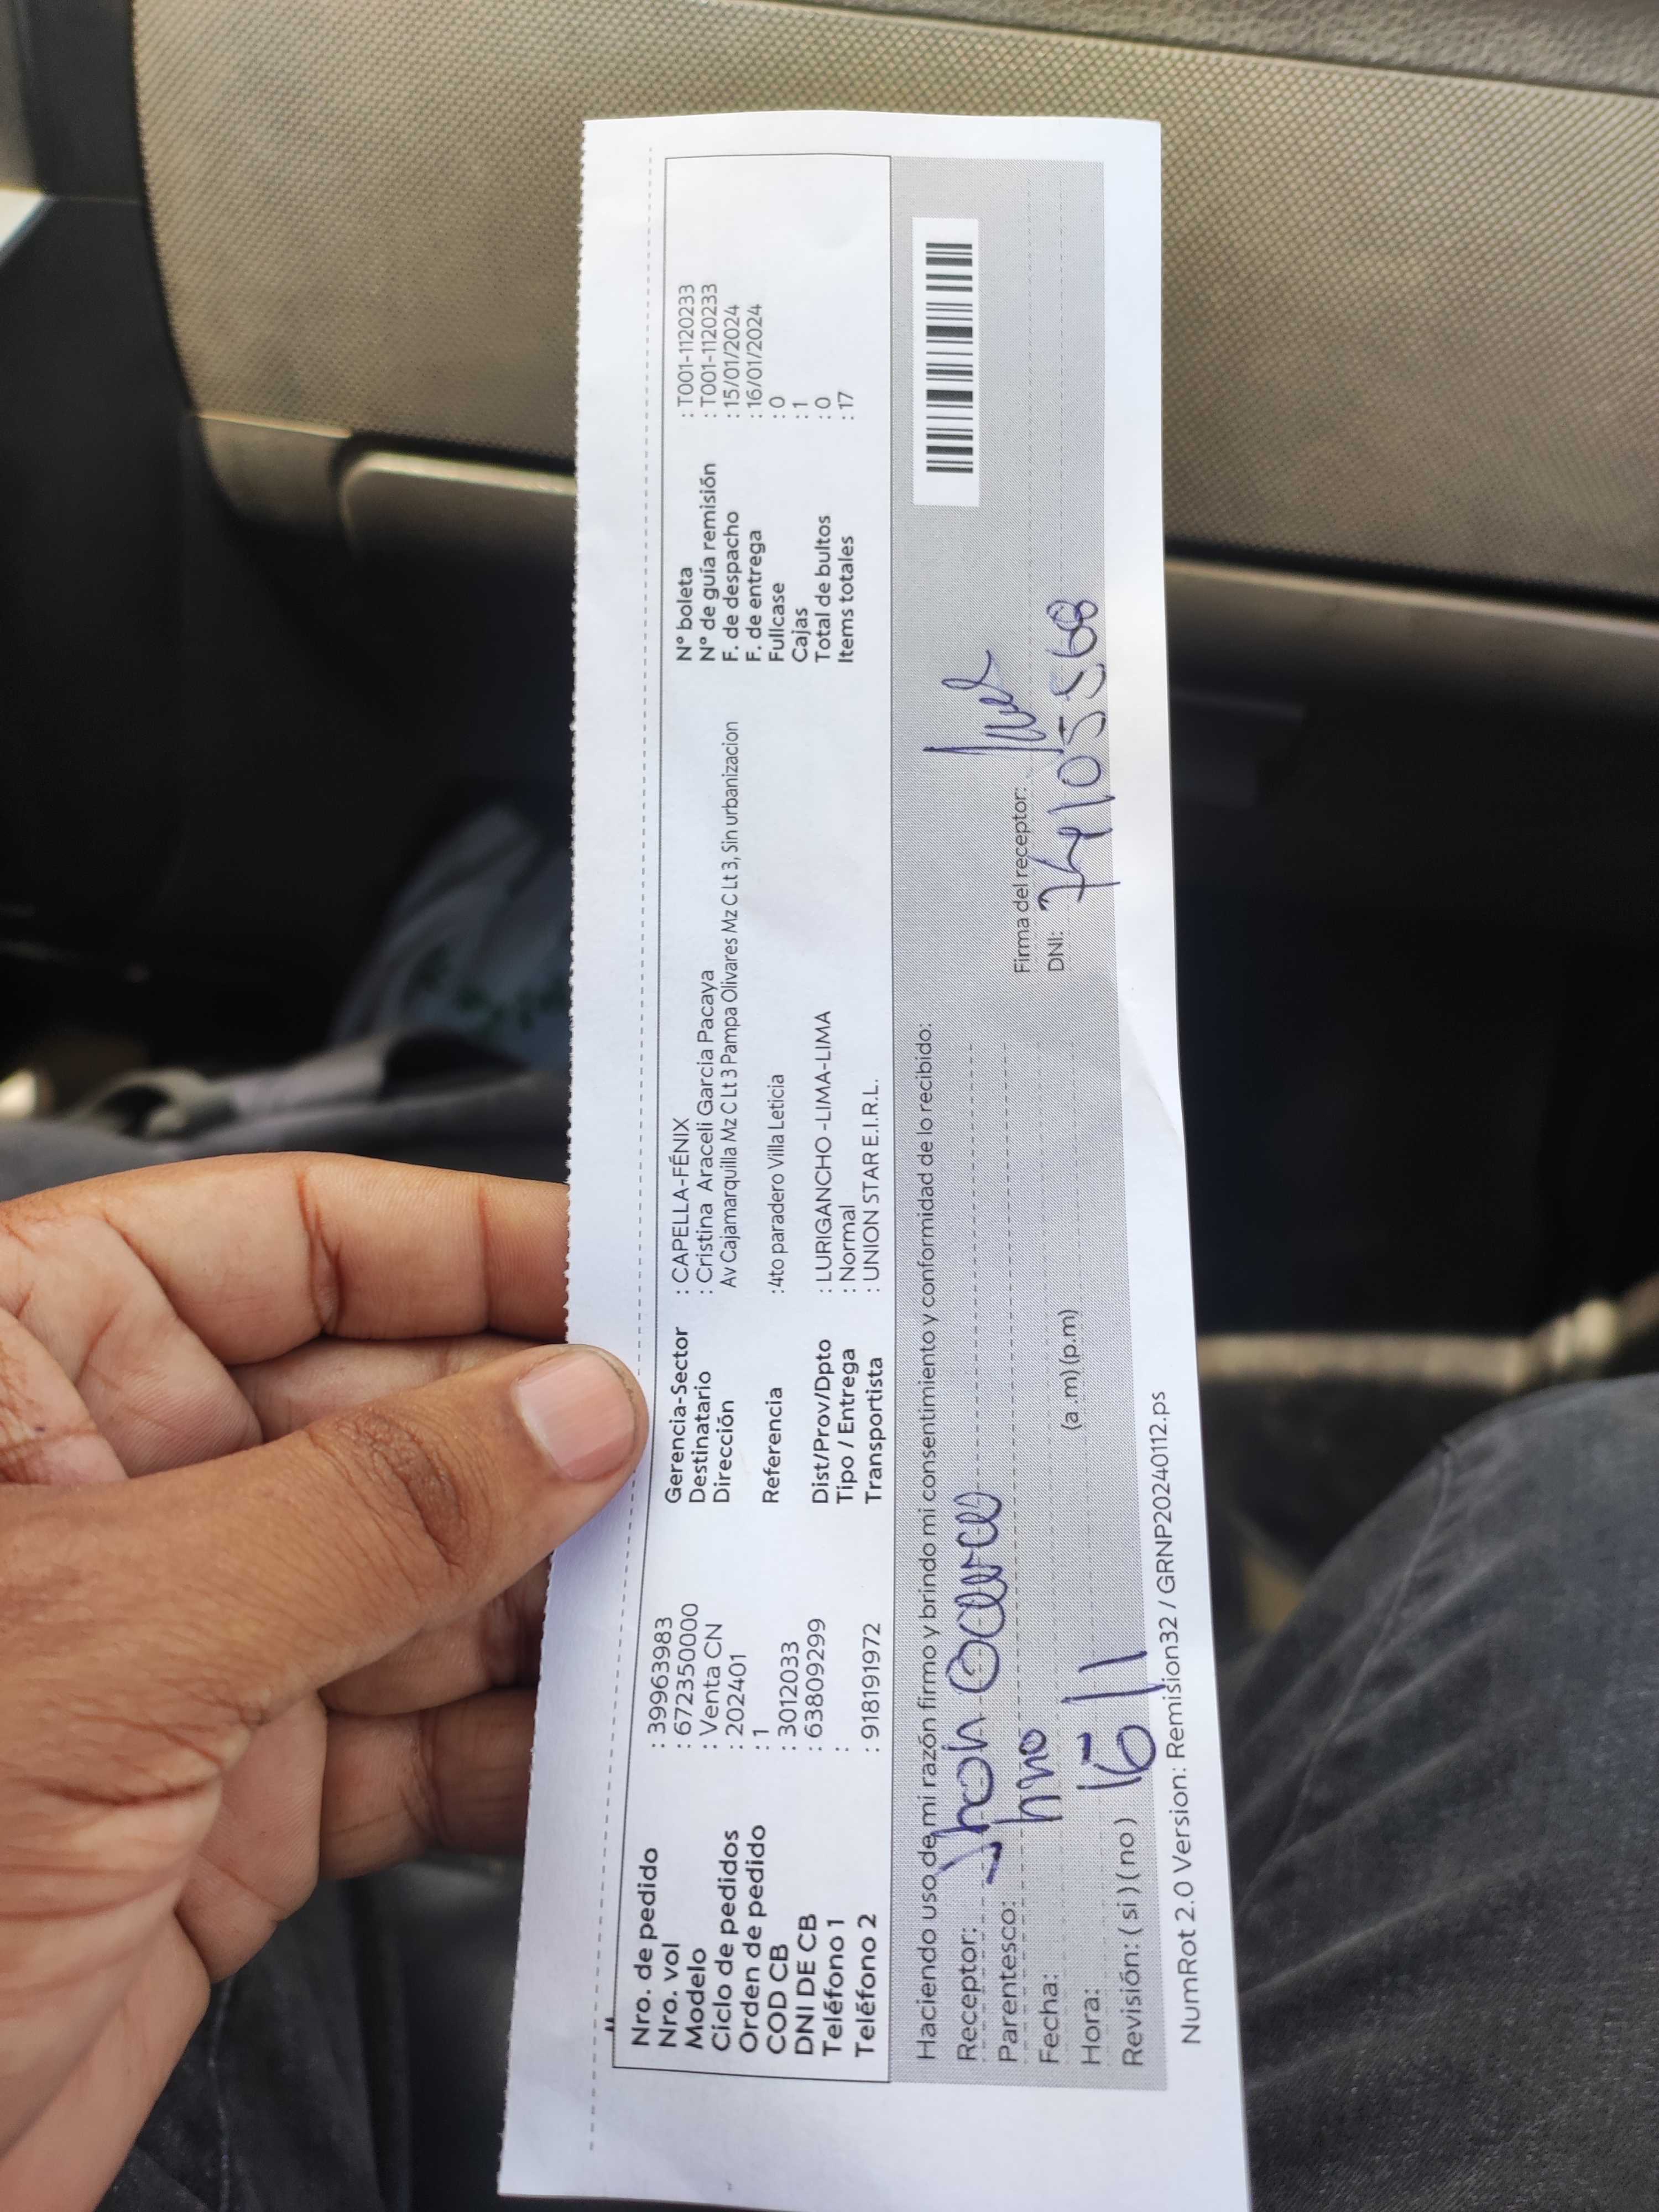 Nro. de pedido : 39963983
Nro. vol : 672350000
Modelo : Venta CN
Ciclo de pedidos : 202401
Orden de pedido : 1
COD CB : 3012033
DNI DE CB : 63809299
Teléfono 1 :
Teléfono 2 : 918191972
Gerencia-Sector : CAPELLA-FÉNIX
Destinatario : Cristina Araceli Garcia Pacaya
Dirección Av Cajamarquilla Mz C Lt 3 Pampa Olivares Mz C Lt 3, Sin urbanizacion
Referencia :4to paradero Villa Leticia
Dist/Prov/Dpto : LURIGANCHO -LIMA-LIMA
Tipo / Entrega : Normal
Transportista : UNION STAR E.I.R.L.
N° boleta : T001-1120233
N° de guía remisión : T001-1120233
F. de despacho : 15/01/2024
F. de entrega : 16/01/2024
Fullcase : 0
Cajas : 1
Total de bultos : 0
Items totales : 17
Haciendo uso de mi razón firmo y brindo mi consentimiento y conformidad de lo recibido:
Receptor: Jhon
Parentesco: hno
Fecha:
Hora: 16 1 (a .m) (p.m)
Revisión: ( si ) ( no )
Firma del receptor:
DNI: 74105568
NumRot 2.0 Version: Remision32 / GRNP20240112.ps